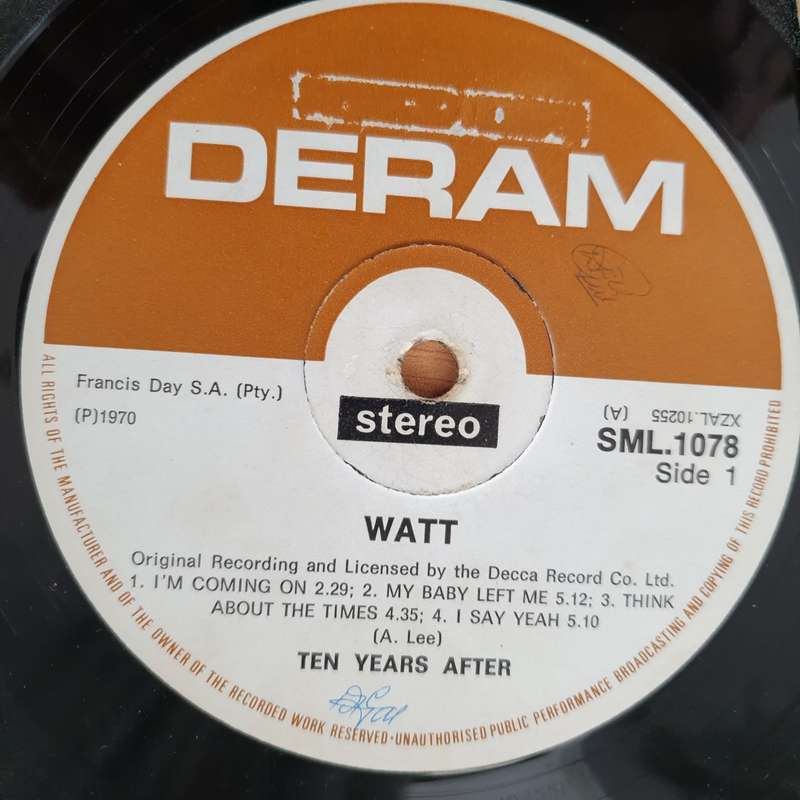 DERAM
Francis Day S.A. (Pty.)
(P)1970
stereo
XZAL.10255 (A)
SML.1078
Side 1
WATT
Original Recording and Licensed by the Decca Record Co. Ltd.
1. I'M COMING ON 2.29; 2. MY BABY LEFT ME 5.12; 3. THINK
ABOUT THE TIMES 4.35; 4. I SAY YEAH 5.10
(A. Lee)
TEN YEARS AFTER
ALL RIGHTS OF THE MANUFACTURER AND OF THE OWNER OF THE RECORDED WORK RESERVED·UNAUTHORISED PUBLIC PERFORMANCE BROADCASTING AND COPYING OF THIS RECORD PROHIBITED